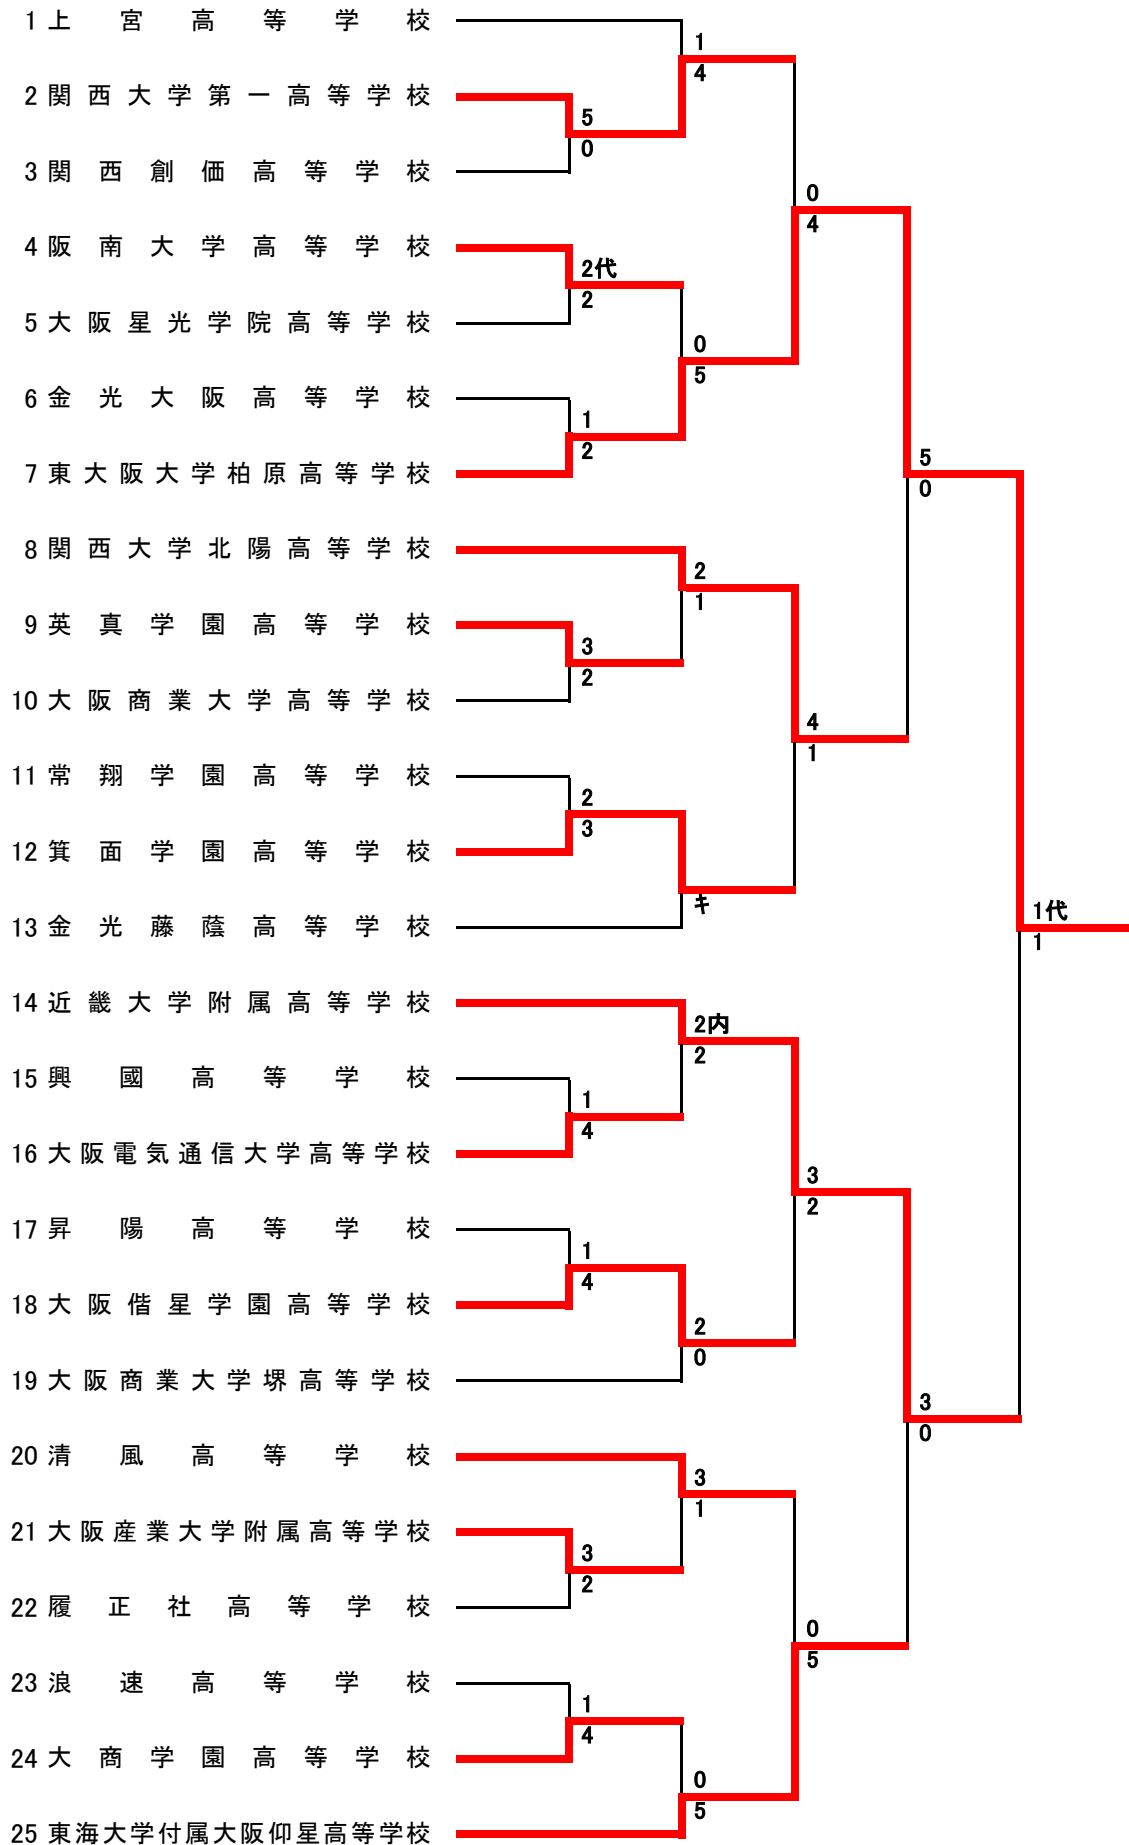 1 上宮高等学校
1
4
2 関西大学第一高等学校
5
0
3 関西創価高等学校
0
4
4 阪南大学高等学校
2代
2
5 大阪星光学院高等学校
0
5
6 金光大阪高等学校
1
2
7 東大阪大学柏原高等学校
5
0
8 関西大学北陽高等学校
2
1
9 英真学園高等学校
3
2
10 大阪商業大学高等学校
4
1
11 常翔学園高等学校
2
3
12 箕面学園高等学校
キ
13 金光藤蔭高等学校
1代
1
14 近畿大学附属高等学校
2内
2
15 興國高等学校
1
4
16 大阪電気通信大学高等学校
3
2
17 昇陽高等学校
1
4
18 大阪偕星学園高等学校
2
0
19 大阪商業大学堺高等学校
3
0
20 清風高等学校
3
1
21 大阪産業大学附属高等学校
3
2
22 履正社高等学校
0
5
23 浪速高等学校
1
4
24 大商学園高等学校
0
5
25 東海大学付属大阪仰星高等学校